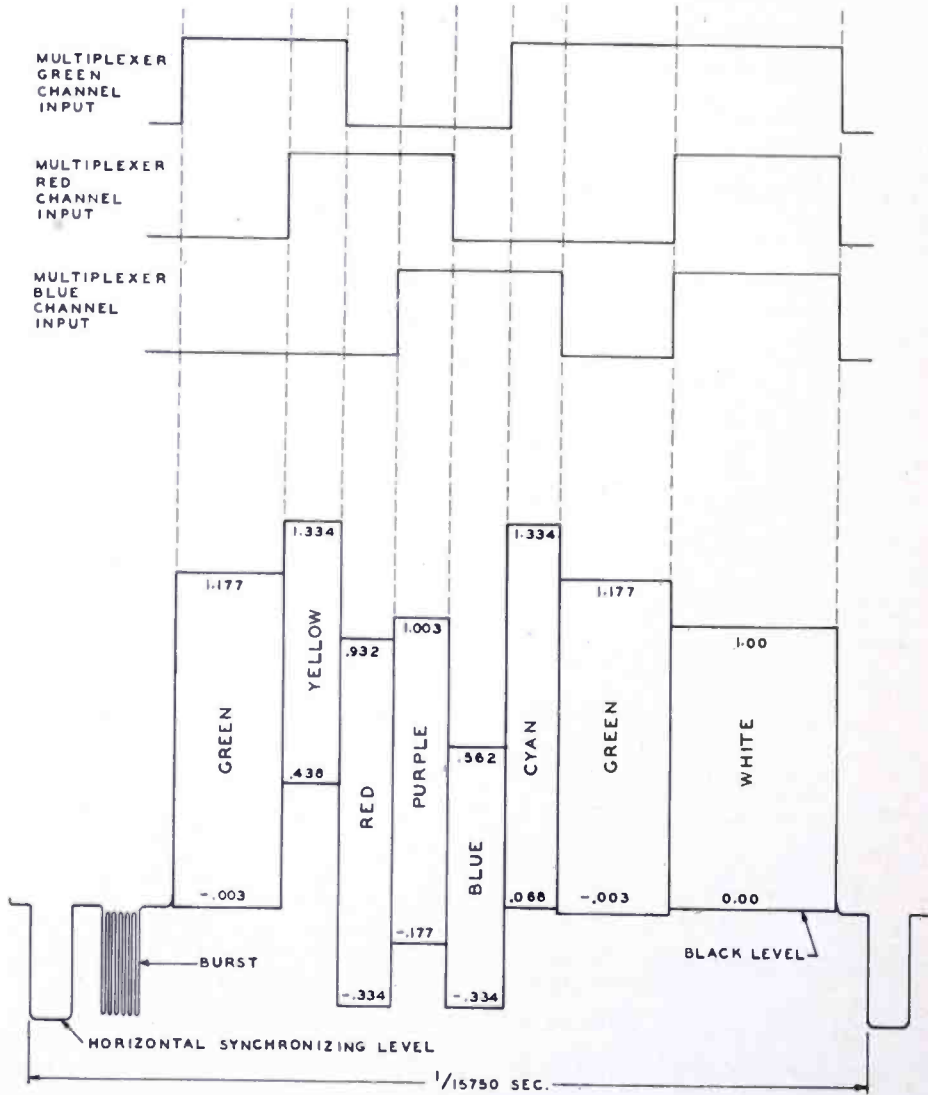 MULTIPLEXER
GREEN
CHANNEL
INPUT
MULTIPLEXER
RED
CHANNEL
INPUT
MULTIPLEXER
BLUE
CHANNEL
INPUT
1.334
1.334
1.177
1.177
1.003
1.00
.932
.562
.438
YELLOW
PURPLE
CYAN
GREEN
GREEN
WHITE
RED
BLUE
-.003
.068
-.003
0.00
-.177
-.334
-.334
BURST
BLACK LEVEL
HORIZONTAL SYNCHRONIZING LEVEL
1/15750 SEC.